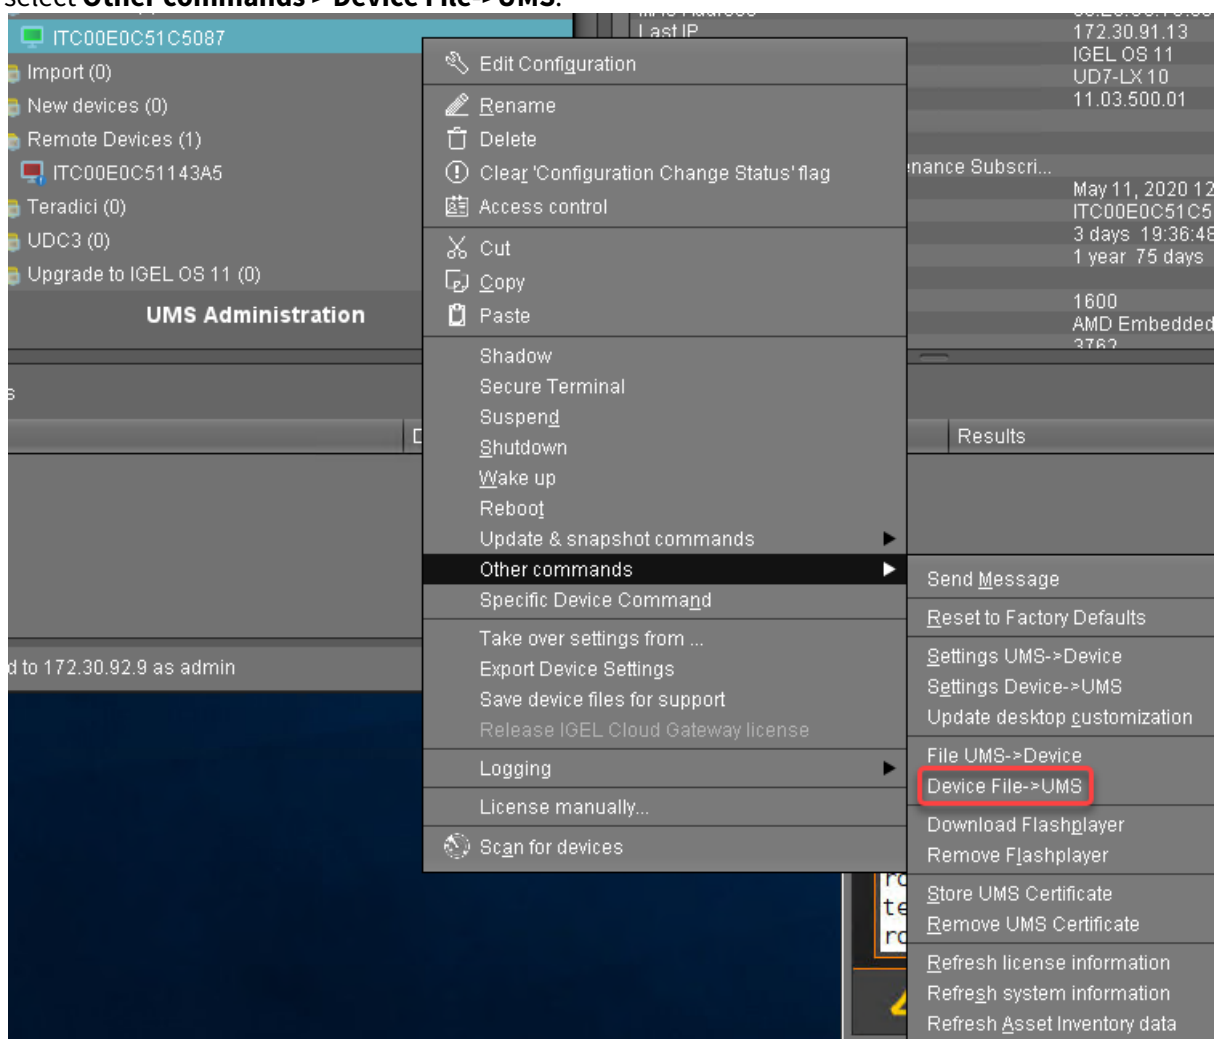 select Other commands > Device File->UMS.
ITC00E0C51C5087
Import (0)
New devices (0)
Remote Devices (1)
ITC00E0C51143A5
Teradici (0)
UDC3 (0)
Upgrade to IGEL OS 11 (0)
UMS Administration
Last IP
172.30.91.13
IGEL OS 11
UD7-LX 10
11.03.500.01
nance Subscri...
May 11, 2020 12
ITC00E0C51C5
3 days 19:36:48
1 year 75 days
1600
AMD Embedded
3762
Edit Configuration
Rename
Delete
Clear 'Configuration Change Status' flag
Access control
Cut
Copy
Paste
Shadow
Secure Terminal
Suspend
Shutdown
Wake up
Reboot
Update & snapshot commands
Other commands
Specific Device Command
Take over settings from ...
Export Device Settings
Save device files for support
Release IGEL Cloud Gateway license
Logging
License manually...
Scan for devices
Results
d to 172.30.92.9 as admin
Send Message
Reset to Factory Defaults
Settings UMS->Device
Settings Device->UMS
Update desktop customization
File UMS->Device
Device File->UMS
Download Flashplayer
Remove Flashplayer
Store UMS Certificate
Remove UMS Certificate
Refresh license information
Refresh system information
Refresh Asset Inventory data